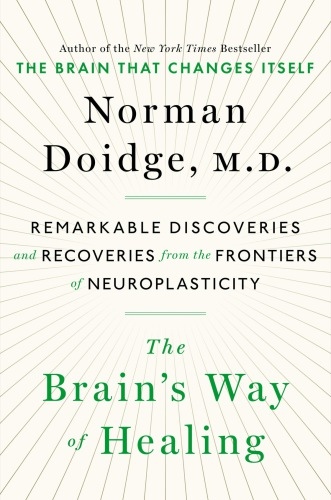 Author of the New York Times Bestseller
THE BRAIN THAT CHANGES ITSELF
Norman
Doidge, M.D.
REMARKABLE DISCOVERIES
and RECOVERIES from the FRONTIERS
of NEUROPLASTICITY
The
Brain's Way
of Healing